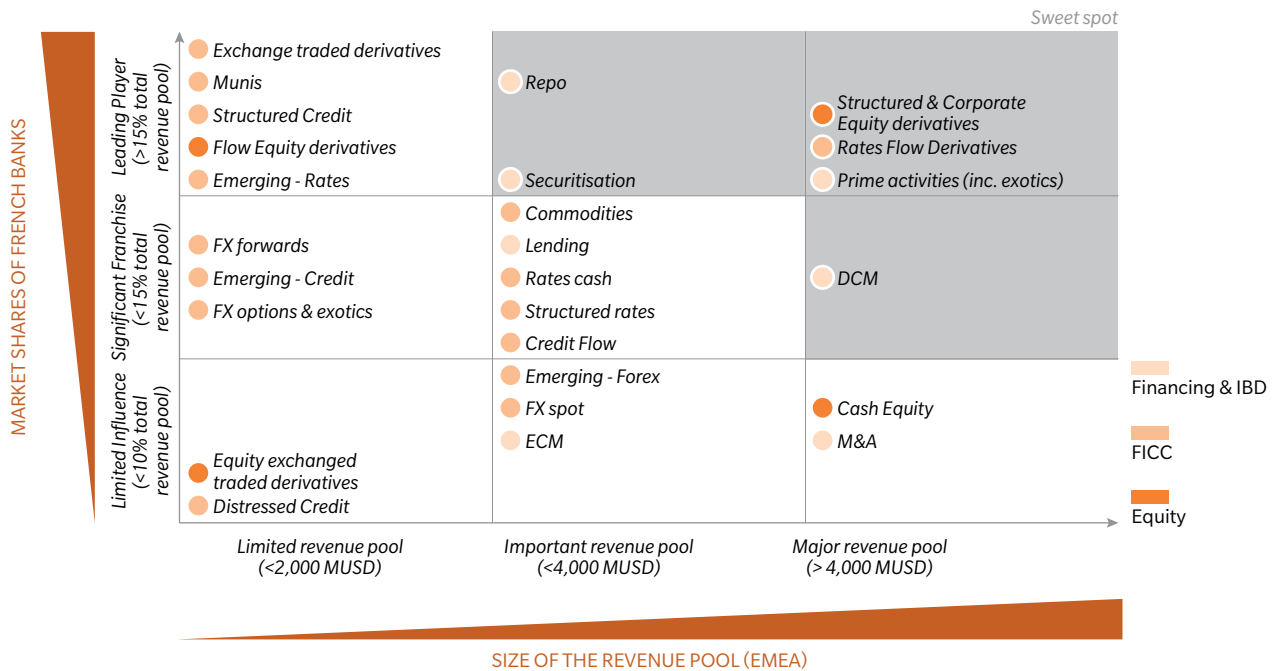 Sweet spot
MARKET SHARES OF FRENCH BANKS
Leading Player
(>15% total
revenue pool)
Exchange traded derivatives
Munis
Structured Credit
Flow Equity derivatives
Emerging - Rates
Repo
Securitisation
Structured & Corporate
Equity derivatives
Rates Flow Derivatives
Prime activities (inc. exotics)
Significant Franchise
(<15% total
revenue pool)
FX forwards
Emerging - Credit
FX options & exotics
Commodities
Lending
Rates cash
Structured rates
Credit Flow
DCM
Limited Influence
(<10% total
revenue pool)
Equity exchanged
traded derivatives
Distressed Credit
Emerging - Forex
FX spot
ECM
Cash Equity
M&A
Financing & IBD
FICC
Equity
Limited revenue pool
(<2,000 MUSD)
Important revenue pool
(<4,000 MUSD)
Major revenue pool
(> 4,000 MUSD)
SIZE OF THE REVENUE POOL (EMEA)